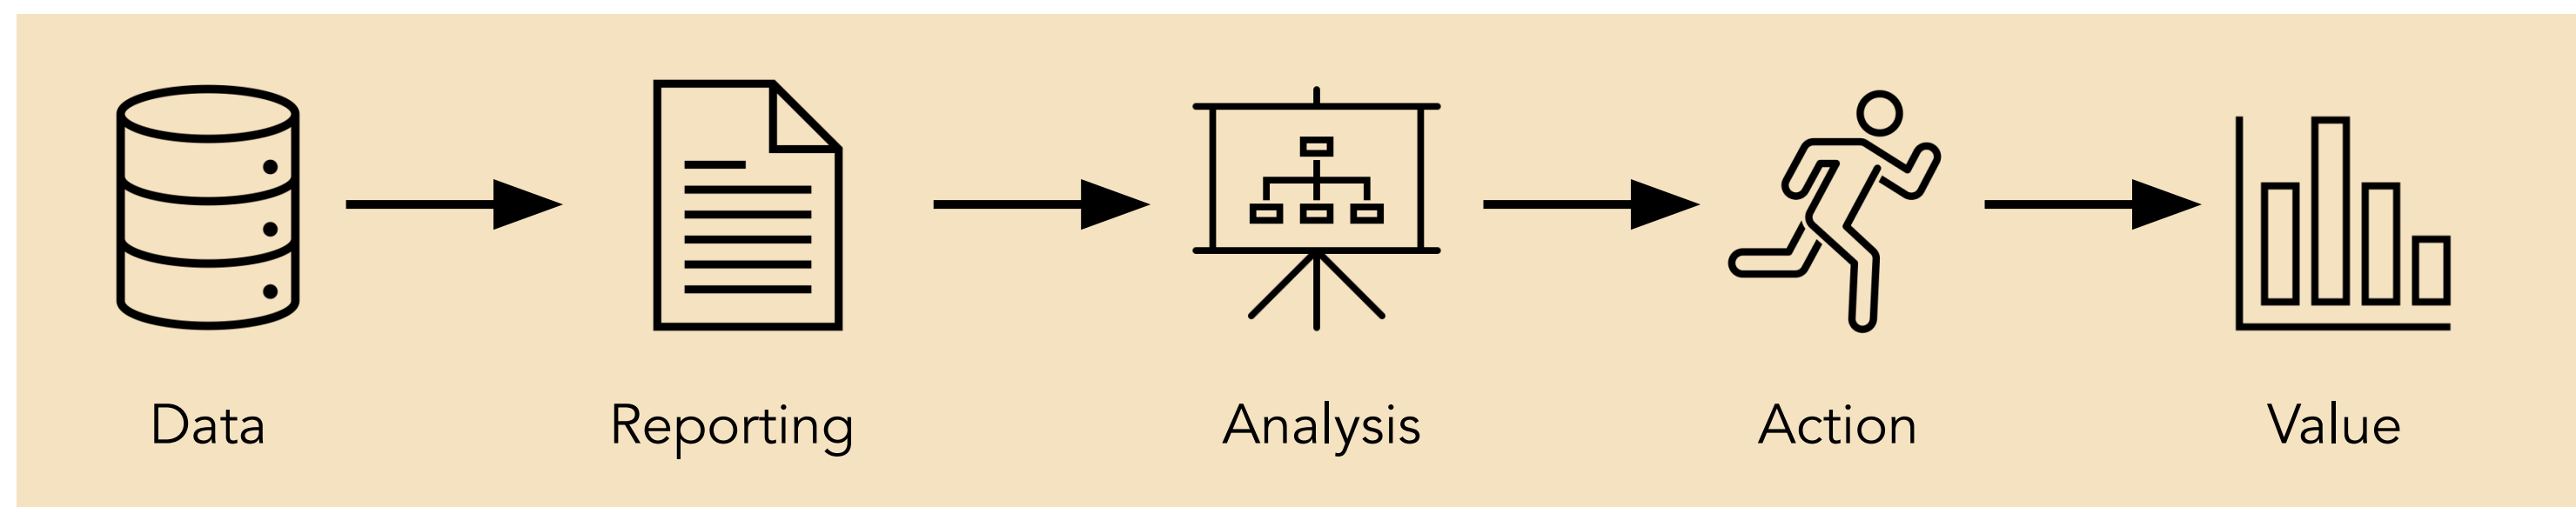 Data
Reporting
Analysis
Action
Value